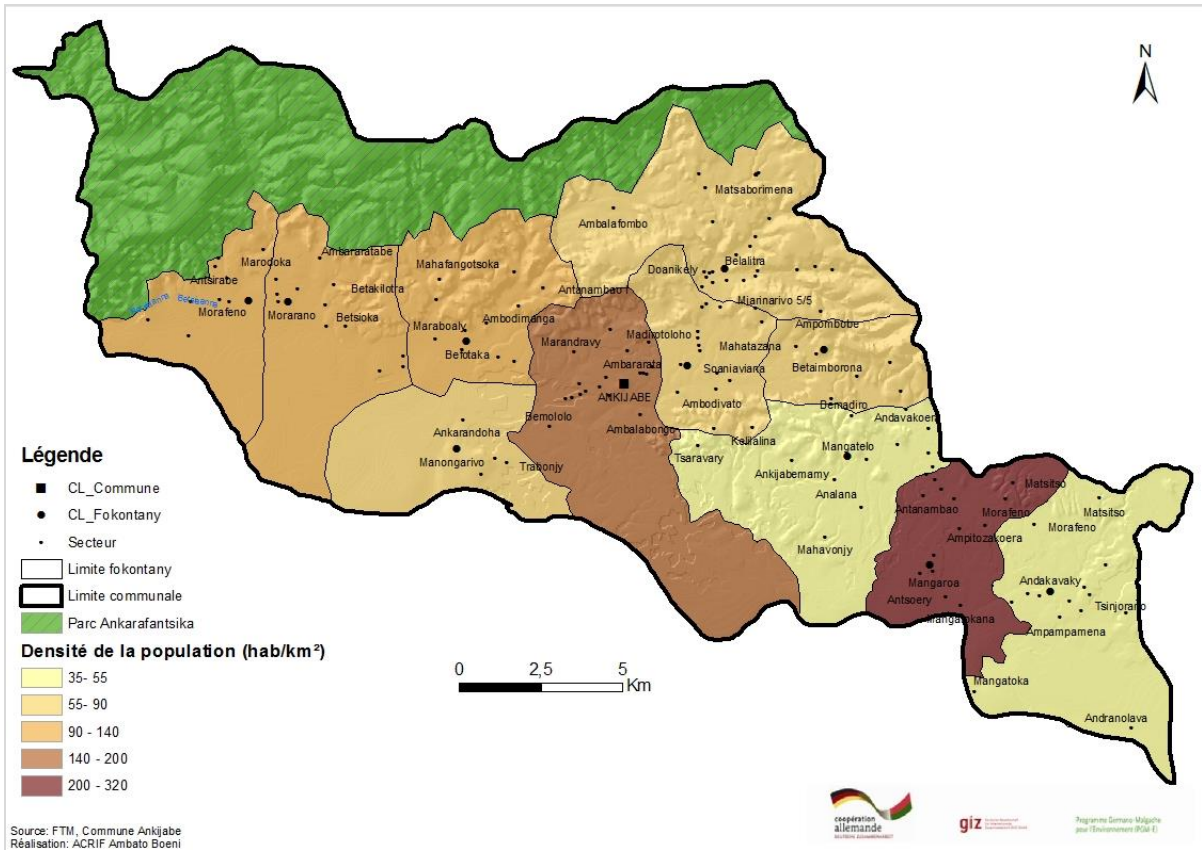 N
Matsaborimena
Ambalafombo
Ambararatabe
Marodoka
Mahafangotsoka
Doanikely
Belalitra
Antsirabe
Betakilotra
Antanambao
Miarinarivo 5/5
Morafeno
Morarano
Betsioka
Ambodimanga
Maraboaly
Ampombobe
Madirotoloho
Marandravy
Mahatazana
Befotaka
Ambararata
Soaniaviana
Betaimborona
ANKIJABE
Ambodivato
Bemadiro
Bemololo
Andavakoera
Ambalabongo
Ankarandoha
Kelilalina
Mangatelo
Manongarivo
Tsaravary
Ankijabemamy
Trabonjy
Analana
Matsitso
Antanambao
Morafeno
Matsitso
Morafeno
Ampitozakoera
Mahavonjy
Mangaroa
Andakavaky
Antsoery
Tsinjorano
Ampampamena
Mangatoka
Andranolava
Légende
CL_Commune
CL_Fokontany
Secteur
Limite fokontany
Limite communale
Parc Ankarafantsika
Densité de la population (hab/km²)
35- 55
55- 90
90 - 140
140 - 200
200 - 320
0 2,5 5
Km
Source: FTM, Commune Ankijabe
Réalisation: ACRIF Ambato Boeni
coopération
allemande
DEUTSCHE ZUSAMMENARBEIT
giz
Programme Germano-Malgache
pour l'Environnement (PGM-E)